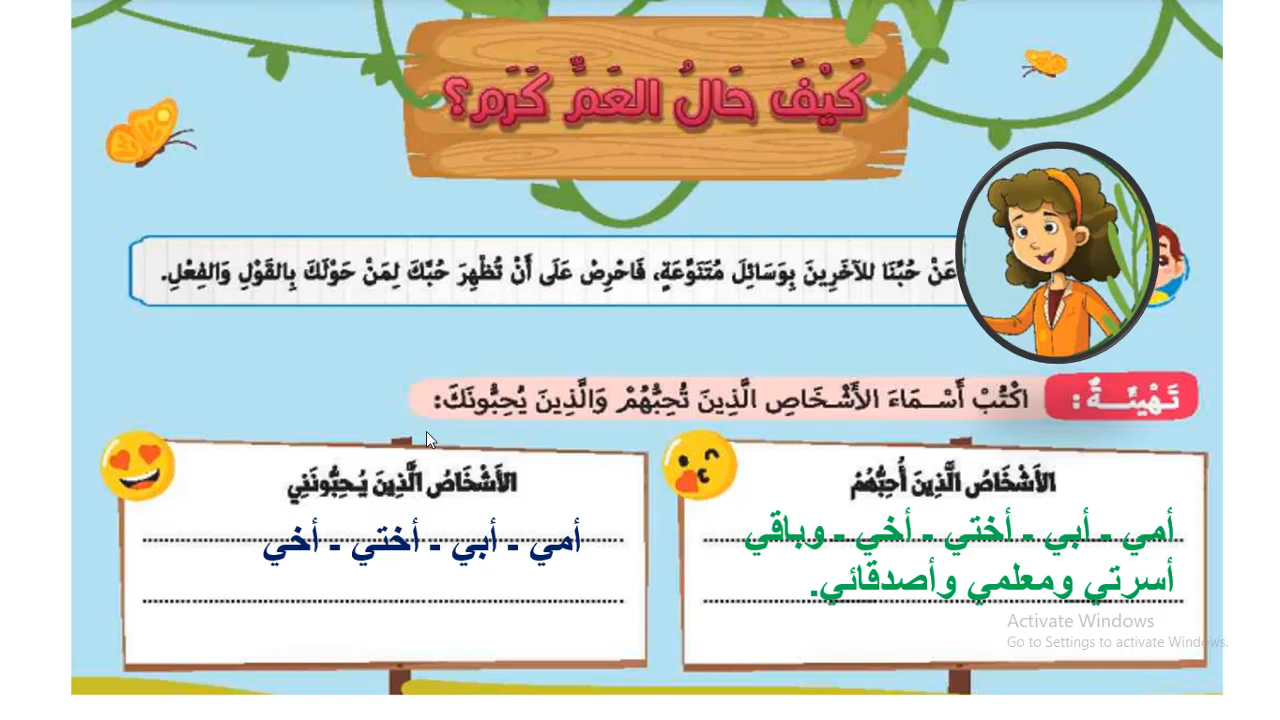 كَيْفَ حَالُ العَمِّ كَرَم؟
عَنْ حُبِّنَا للآخَرِينَ بِوَسَائِلَ مُتَنَوِّعَةٍ، فَاحْرِصْ عَلَى أَنْ تُظْهِرَ حُبَّكَ لِمَنْ حَوْلَكَ بِالقَوْلِ وَالفِعْلِ.
تَهْيِئَةٌ: اكْتُبْ أَسْمَاءَ الأَشْخَاصِ الَّذِينَ تُحِبُّهُمْ وَالَّذِينَ يُحِبُّونَكَ:
الأَشْخَاصُ الَّذِينَ أُحِبُّهُمْ
أمي - أبي - أختي - أخي - وباقي
أسرتي ومعلمي وأصدقائي.
الأَشْخَاصُ الَّذِينَ يُحِبُّونَنِي
أمي - أبي - أختي - أخي
Activate Windows
Go to Settings to activate Windows.